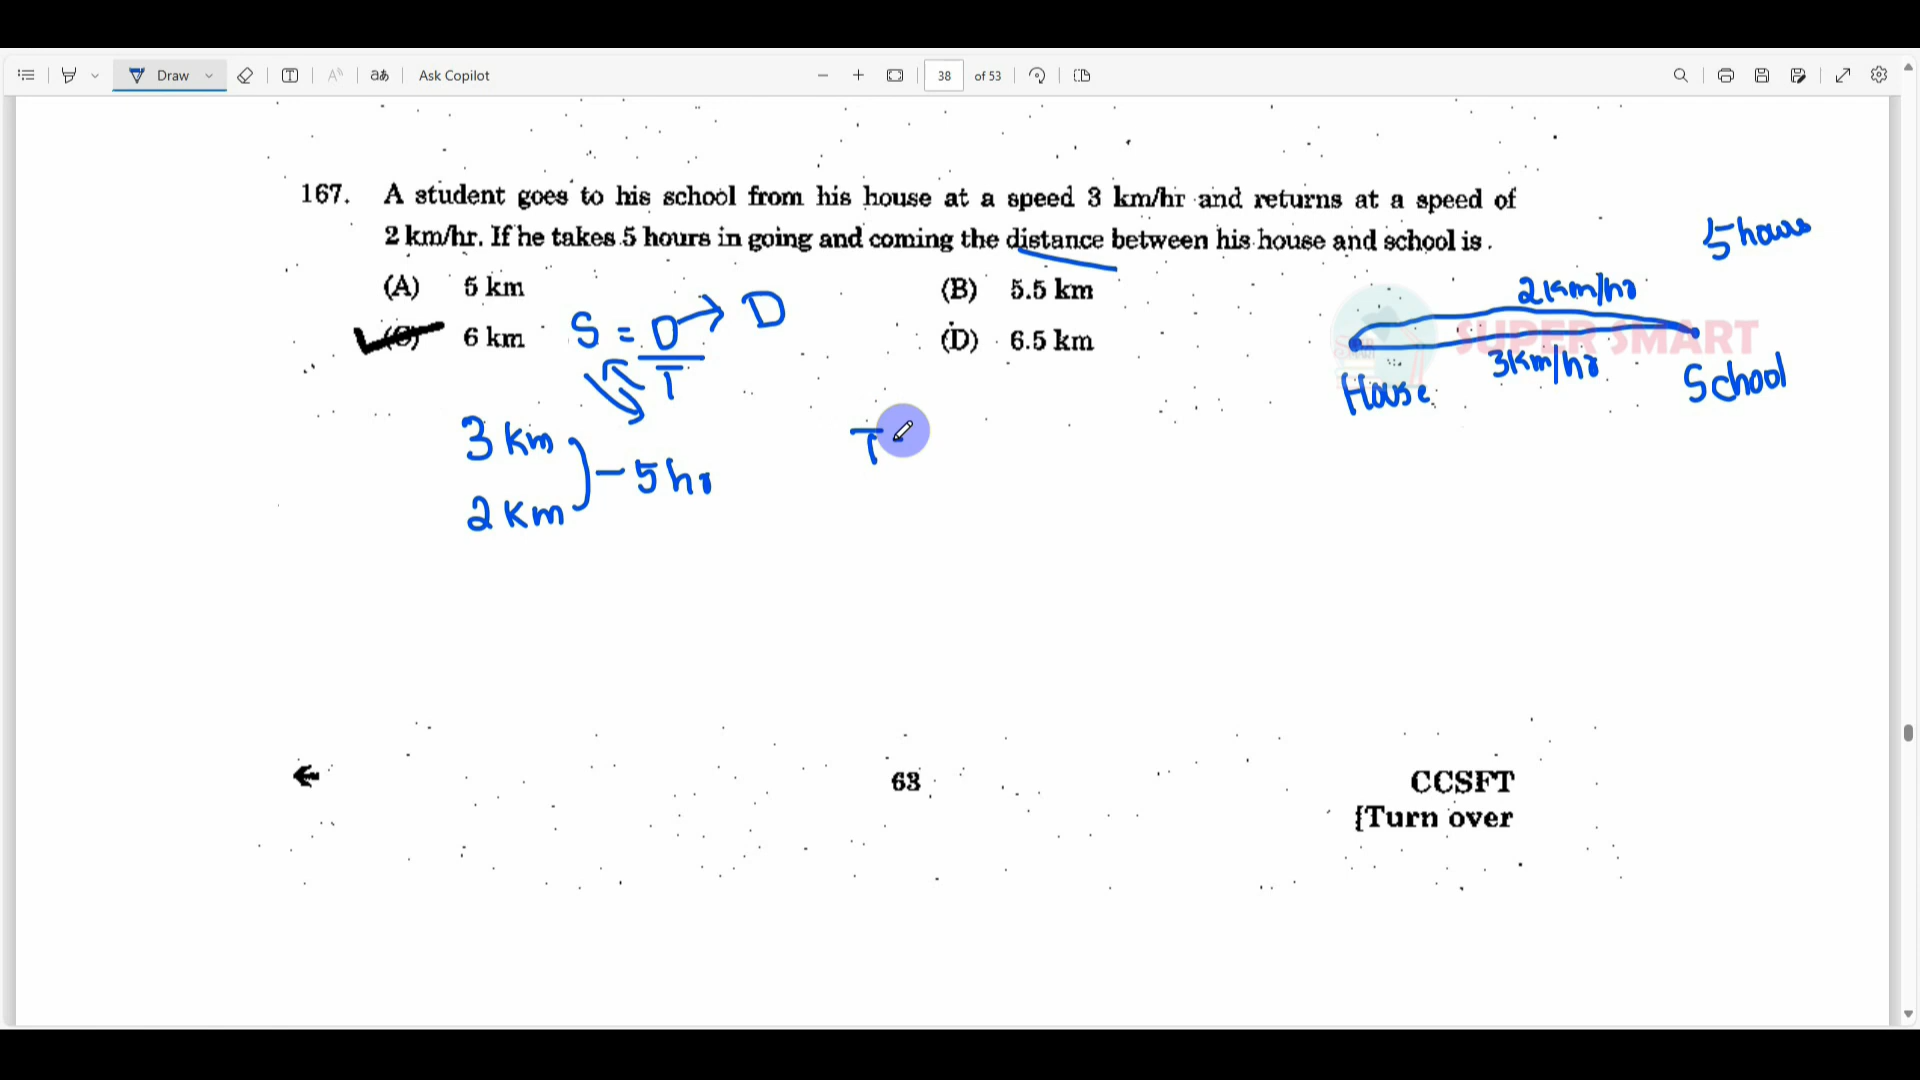 Draw
Ask Copilot
38 of 53
167. A student goes to his school from his house at a speed 3 km/hr and returns at a speed of
2 km/hr. If he takes 5 hours in going and coming the distance between his house and school is .
(A) 5 km
(B) 5.5 km
(C) 6 km
(D) 6.5 km
5 hours
2 Km/hr
S = D/T → D
SUPER SMART
3 Km/hr
House
School
3 Km
2 Km
- 5 hr
T
63
CCSFT
[Turn over